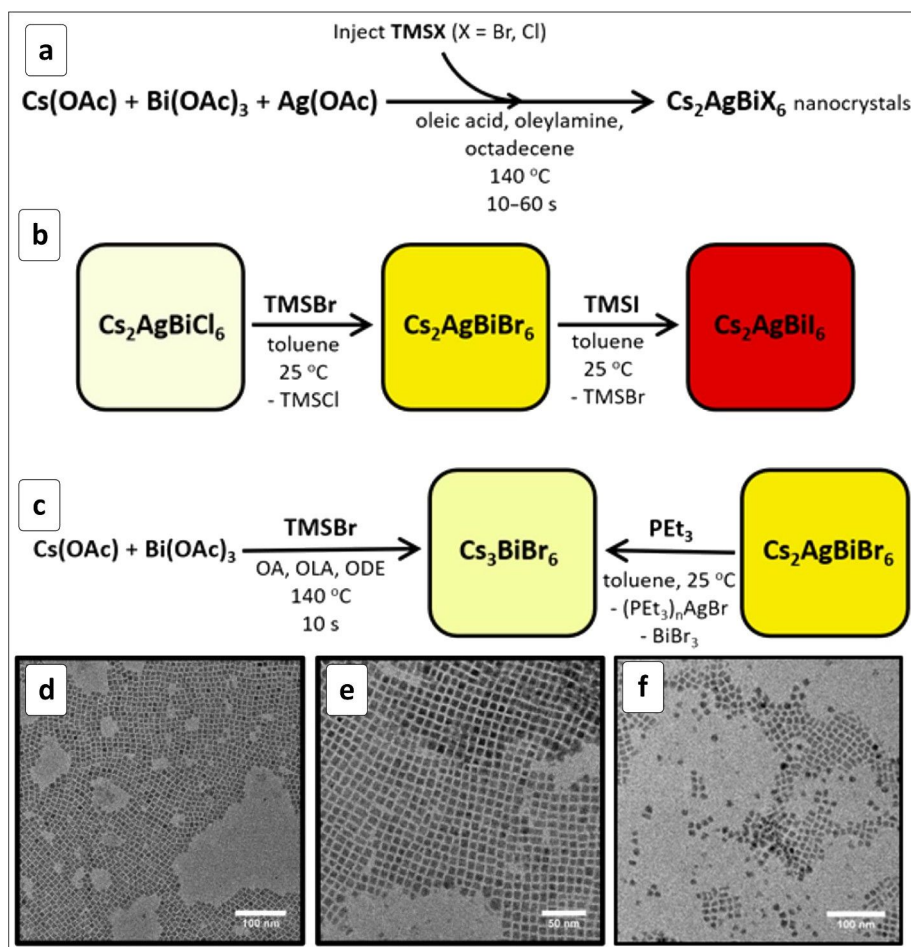 a
Inject TMSX (X = Br, Cl)
Cs(OAc) + Bi(OAc)₃ + Ag(OAc)
Cs₂AgBiX₆ nanocrystals
oleic acid, oleylamine,
octadecene
140 °C
10–60 s
b
Cs₂AgBiCl₆
TMSBr
toluene
25 °C
- TMSCl
Cs₂AgBiBr₆
TMSI
toluene
25 °C
- TMSBr
Cs₂AgBiI₆
c
Cs(OAc) + Bi(OAc)₃
TMSBr
OA, OLA, ODE
140 °C
10 s
Cs₃BiBr₆
PEt₃
toluene, 25 °C
- (PEt₃)ₙAgBr
- BiBr₃
Cs₂AgBiBr₆
d
100 nm
e
50 nm
f
100 nm